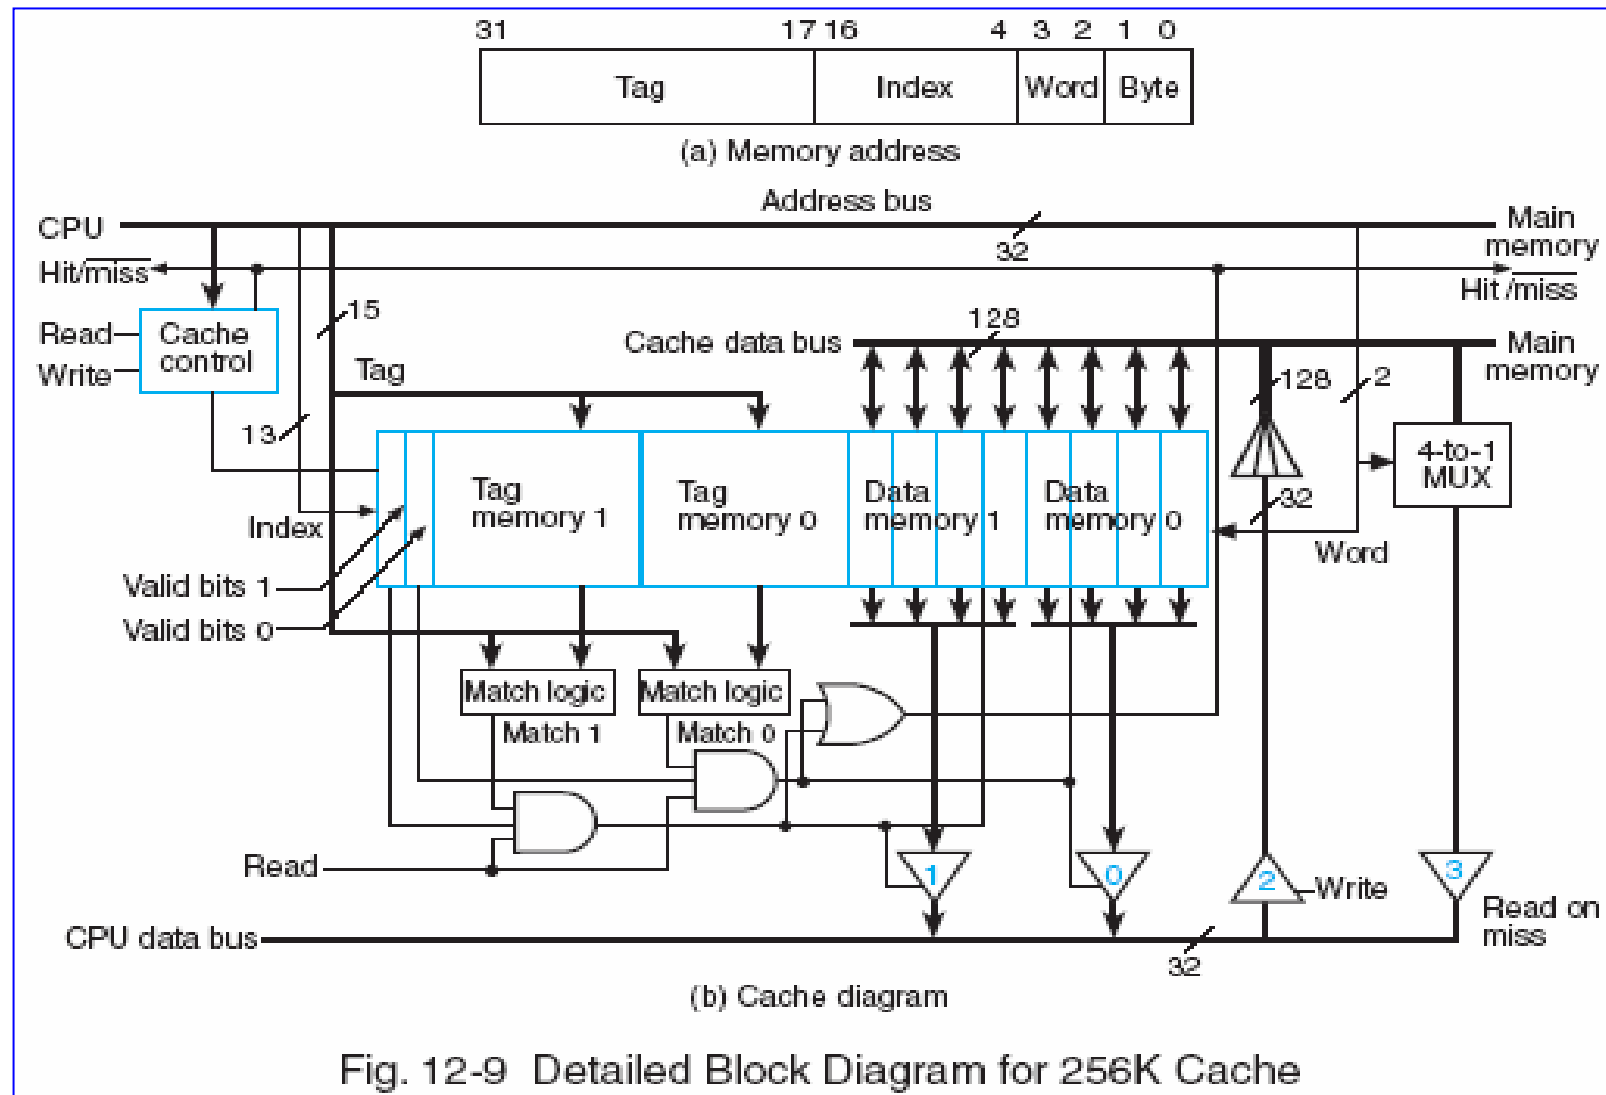 31 17 16 4 3 2 1 0
Tag Index Word Byte
(a) Memory address
Address bus
CPU
32
Main
memory
Hit/miss
Hit/miss
Read
Write
Cache
control
15
Cache data bus
128
Main
memory
Tag
128
2
13
4-to-1
MUX
Tag
memory 1
Tag
memory 0
Data
memory 1
Data
memory 0
32
Index
Word
Valid bits 1
Valid bits 0
Match logic
Match logic
Match 1
Match 0
Read
1
0
2
Write
3
Read on
miss
CPU data bus
32
(b) Cache diagram
Fig. 12-9 Detailed Block Diagram for 256K Cache